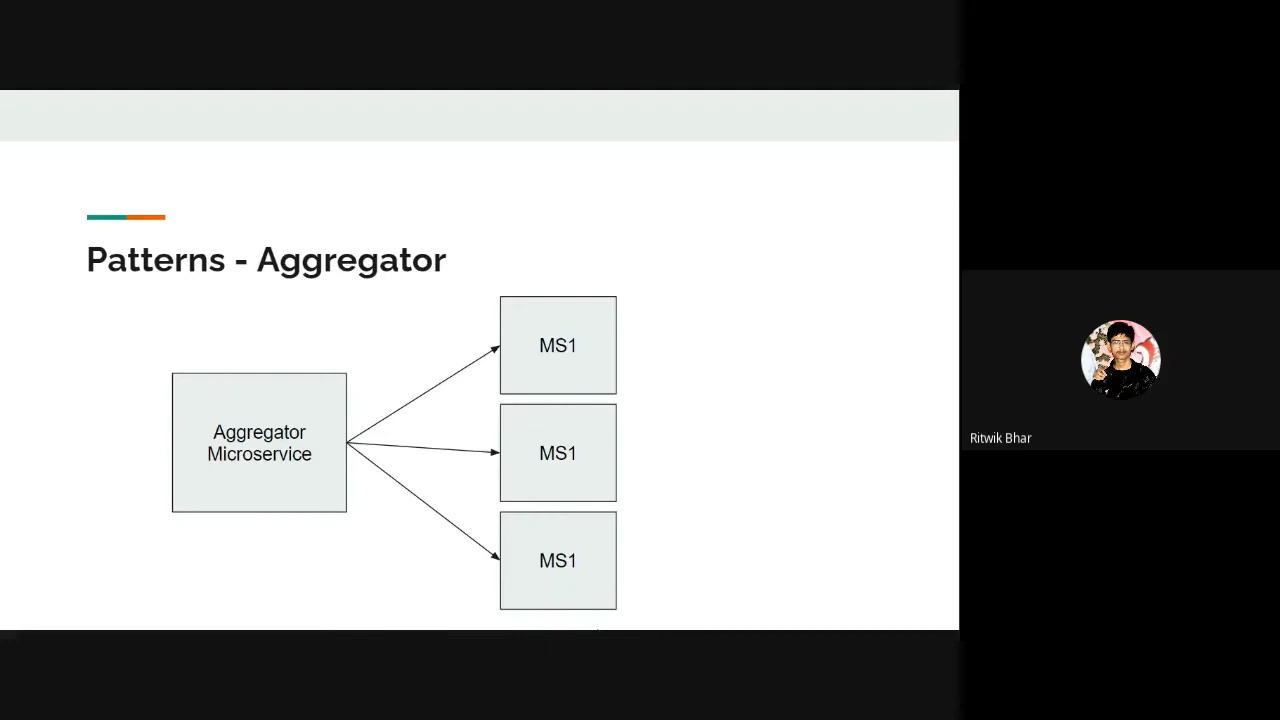 Patterns - Aggregator
Aggregator
Microservice
MS1
MS1
MS1
Ritwik Bhar